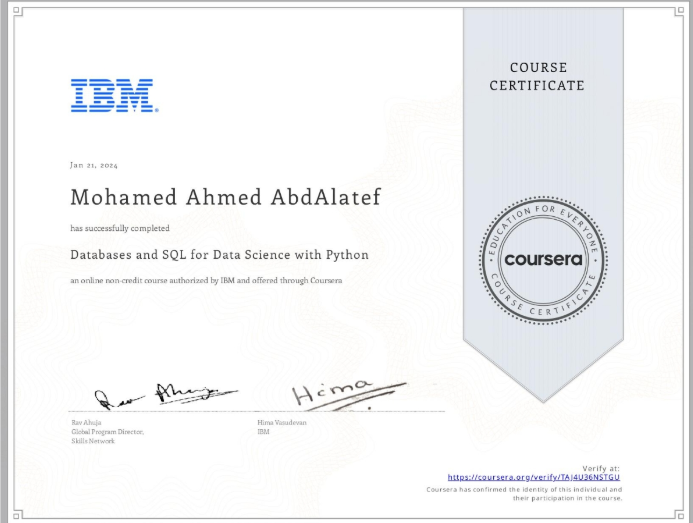 IBM
COURSE
CERTIFICATE
Jan 21, 2024
Mohamed Ahmed AbdAlatef
has successfully completed
Databases and SQL for Data Science with Python
an online non-credit course authorized by IBM and offered through Coursera
EDUCATION FOR EVERYONE
coursera
COURSE CERTIFICATE
Rav Ahuja
Hima
Rav Ahuja
Global Program Director,
Skills Network
Hima Vasudevan
IBM
Verify at:
https://coursera.org/verify/TAJ4U36NSTGU
Coursera has confirmed the identity of this individual and
their participation in the course.